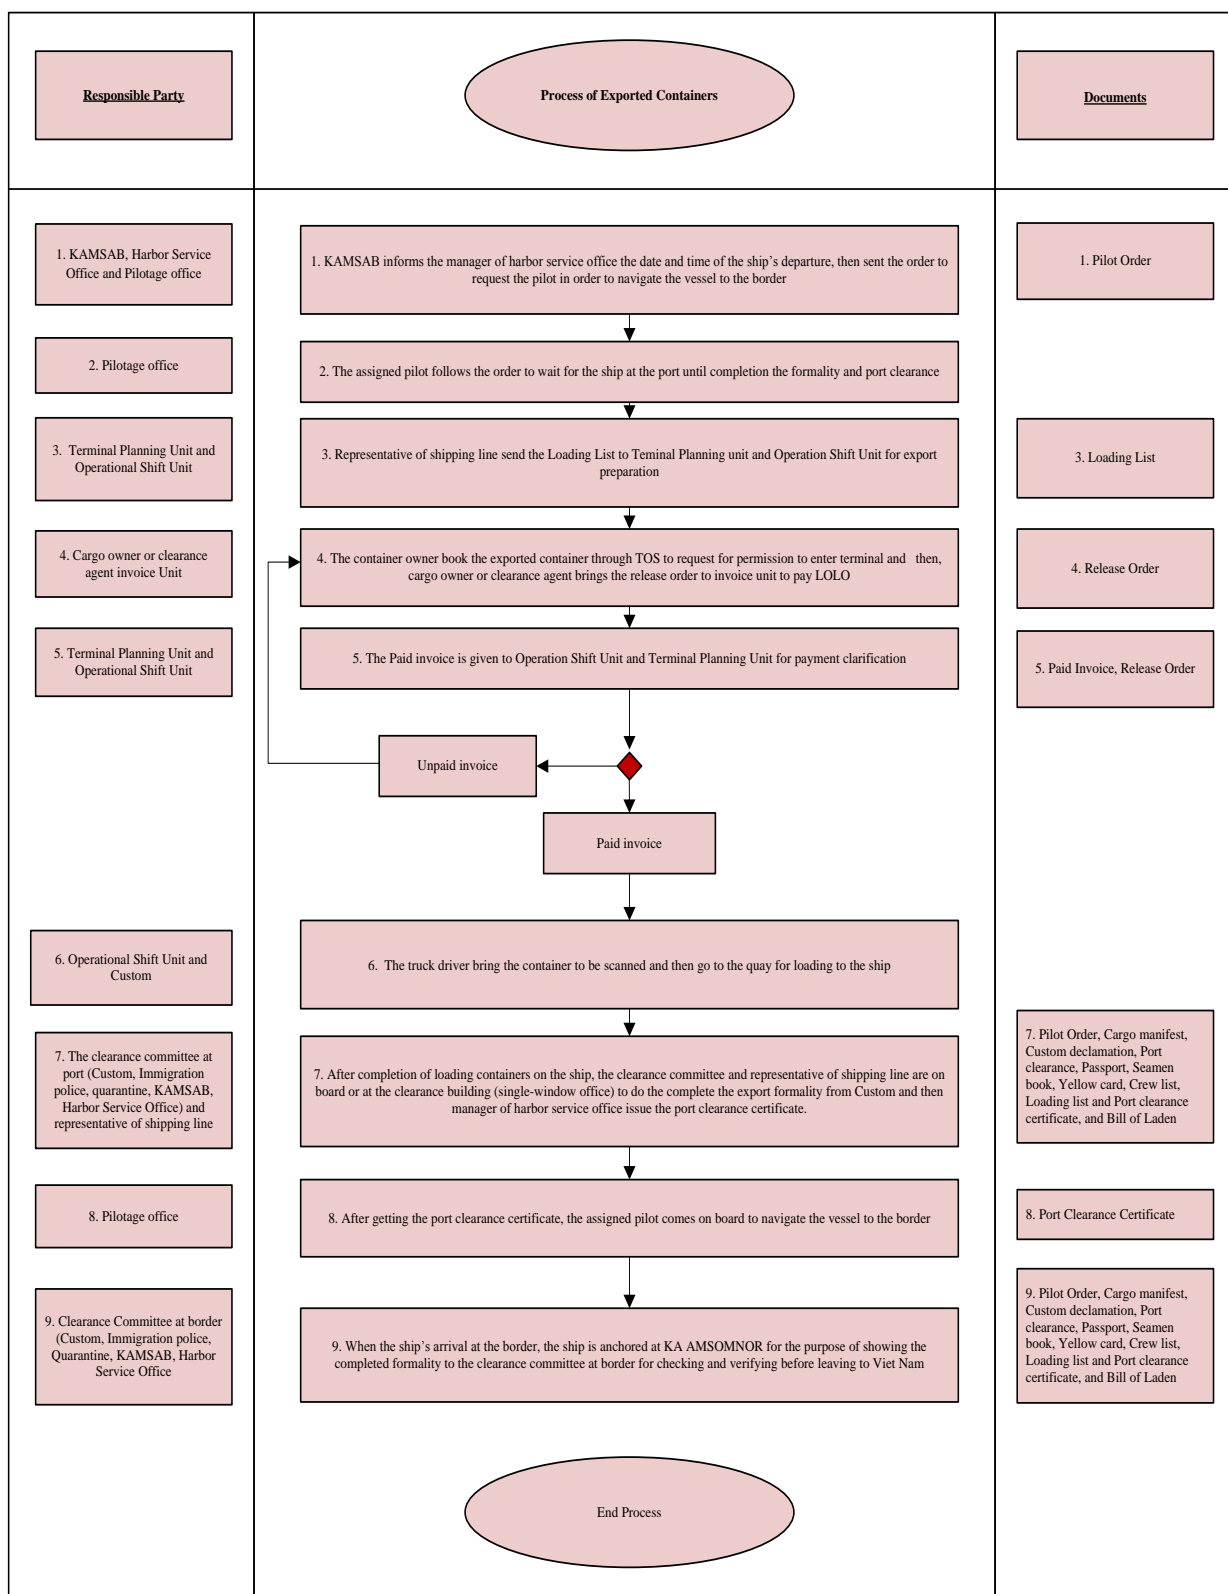 Responsible Party
Process of Exported Containers
Documents
1. KAMSAB, Harbor Service
Office and Pilotage office
1. KAMSAB informs the manager of harbor service office the date and time of the ship's departure, then sent the order to
request the pilot in order to navigate the vessel to the border
1. Pilot Order
2. Pilotage office
2. The assigned pilot follows the order to wait for the ship at the port until completion the formality and port clearance
3. Terminal Planning Unit and
Operational Shift Unit
3. Representative of shipping line send the Loading List to Teminal Planning unit and Operation Shift Unit for export
preparation
3. Loading List
4. Cargo owner or clearance
agent invoice Unit
4. The container owner book the exported container through TOS to request for permission to enter terminal and then,
cargo owner or clearance agent brings the release order to invoice unit to pay LOLO
4. Release Order
5. Terminal Planning Unit and
Operational Shift Unit
5. The Paid invoice is given to Operation Shift Unit and Terminal Planning Unit for payment clarification
5. Paid Invoice, Release Order
Unpaid invoice
Paid invoice
6. Operational Shift Unit and
Custom
6. The truck driver bring the container to be scanned and then go to the quay for loading to the ship
7. The clearance committee at
port (Custom, Immigration
police, quarantine, KAMSAB,
Harbor Service Office) and
representative of shipping line
7. After completion of loading containers on the ship, the clearance committee and representative of shipping line are on
board or at the clearance building (single-window office) to do the complete the export formality from Custom and then
manager of harbor service office issue the port clearance certificate.
7. Pilot Order, Cargo manifest,
Custom declamation, Port
clearance, Passport, Seamen
book, Yellow card, Crew list,
Loading list and Port clearance
certificate, and Bill of Laden
8. Pilotage office
8. After getting the port clearance certificate, the assigned pilot comes on board to navigate the vessel to the border
8. Port Clearance Certificate
9. Clearance Committee at border
(Custom, Immigration police,
Quarantine, KAMSAB, Harbor
Service Office
9. When the ship's arrival at the border, the ship is anchored at KA AMSOMNOR for the purpose of showing the
completed formality to the clearance committee at border for checking and verifying before leaving to Viet Nam
9. Pilot Order, Cargo manifest,
Custom declamation, Port
clearance, Passport, Seamen
book, Yellow card, Crew list,
Loading list and Port clearance
certificate, and Bill of Laden
End Process